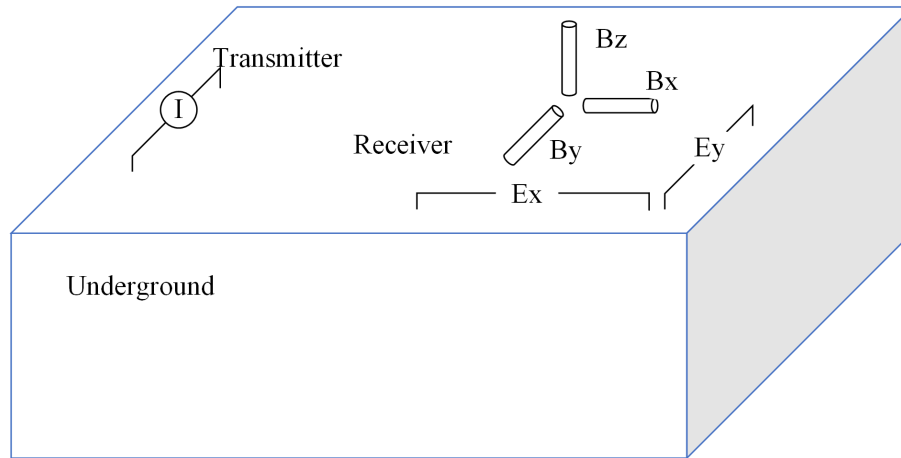 Bz
Transmitter
Bx
I
Receiver
By
Ey
Ex
Underground